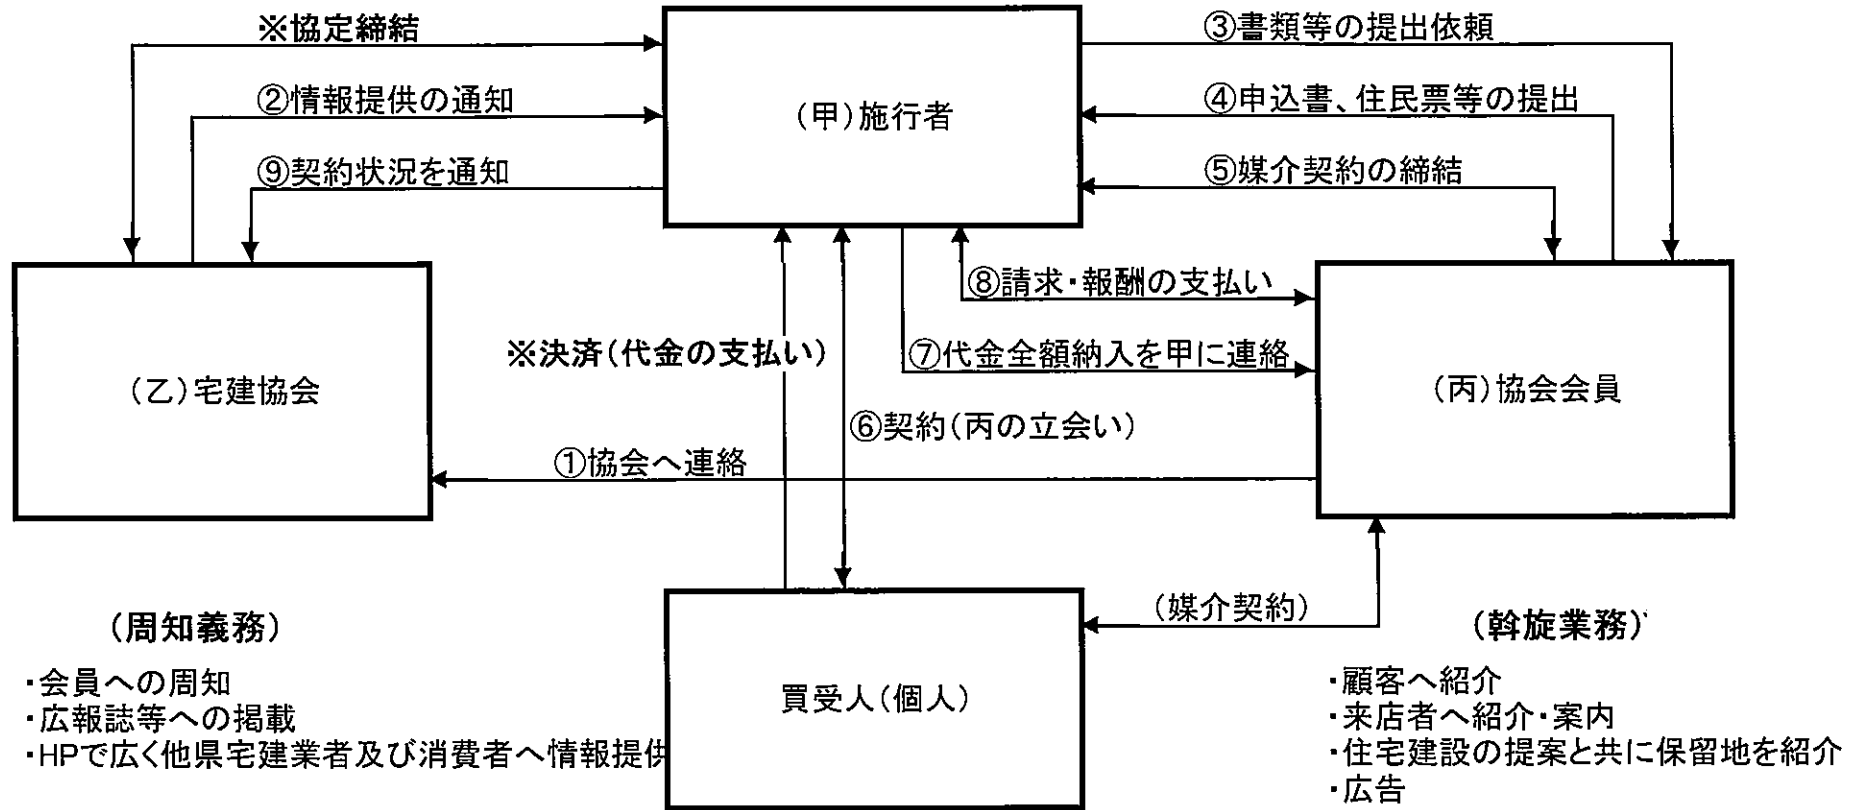 ※協定締結
③書類等の提出依頼
②情報提供の通知
(甲)施行者
④申込書、住民票等の提出
⑨契約状況を通知
⑤媒介契約の締結
⑧請求・報酬の支払い
※決済(代金の支払い)
⑦代金全額納入を甲に連絡
(乙)宅建協会
(丙)協会会員
⑥契約(丙の立会い)
①協会へ連絡
(媒介契約)
(周知義務)
・会員への周知
・広報誌等への掲載
・HPで広く他県宅建業者及び消費者へ情報提供
買受人(個人)
(斡旋業務)
・顧客へ紹介
・来店者へ紹介・案内
・住宅建設の提案と共に保留地を紹介
・広告